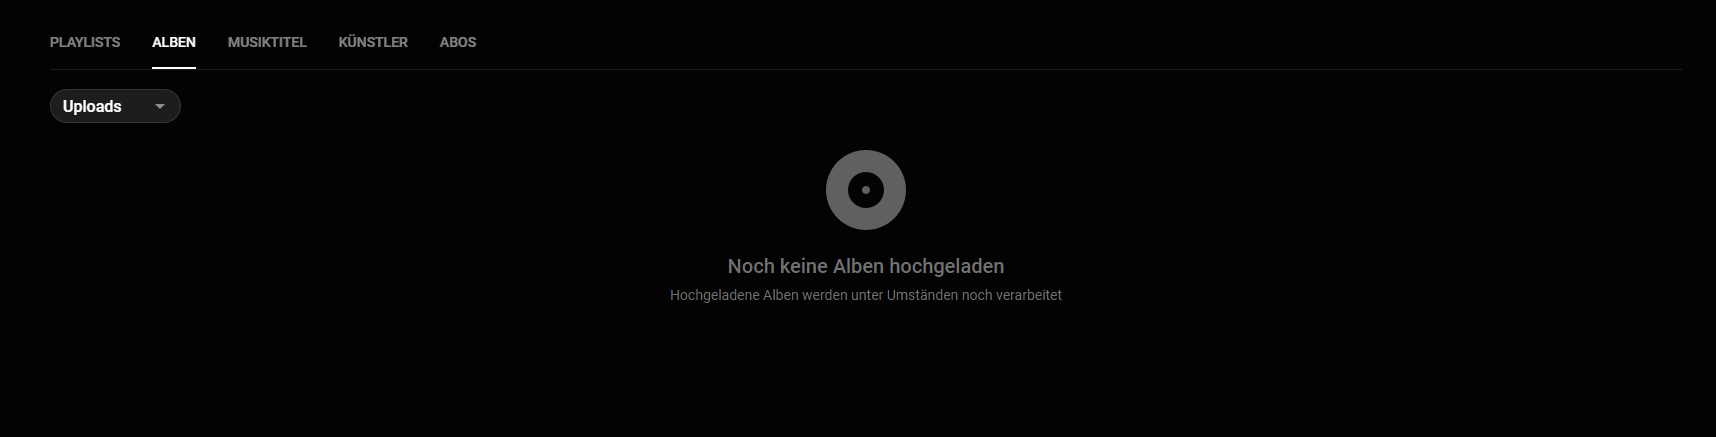 PLAYLISTS ALBEN MUSIKTITEL KÜNSTLER ABOS
Uploads
Noch keine Alben hochgeladen
Hochgeladene Alben werden unter Umständen noch verarbeitet